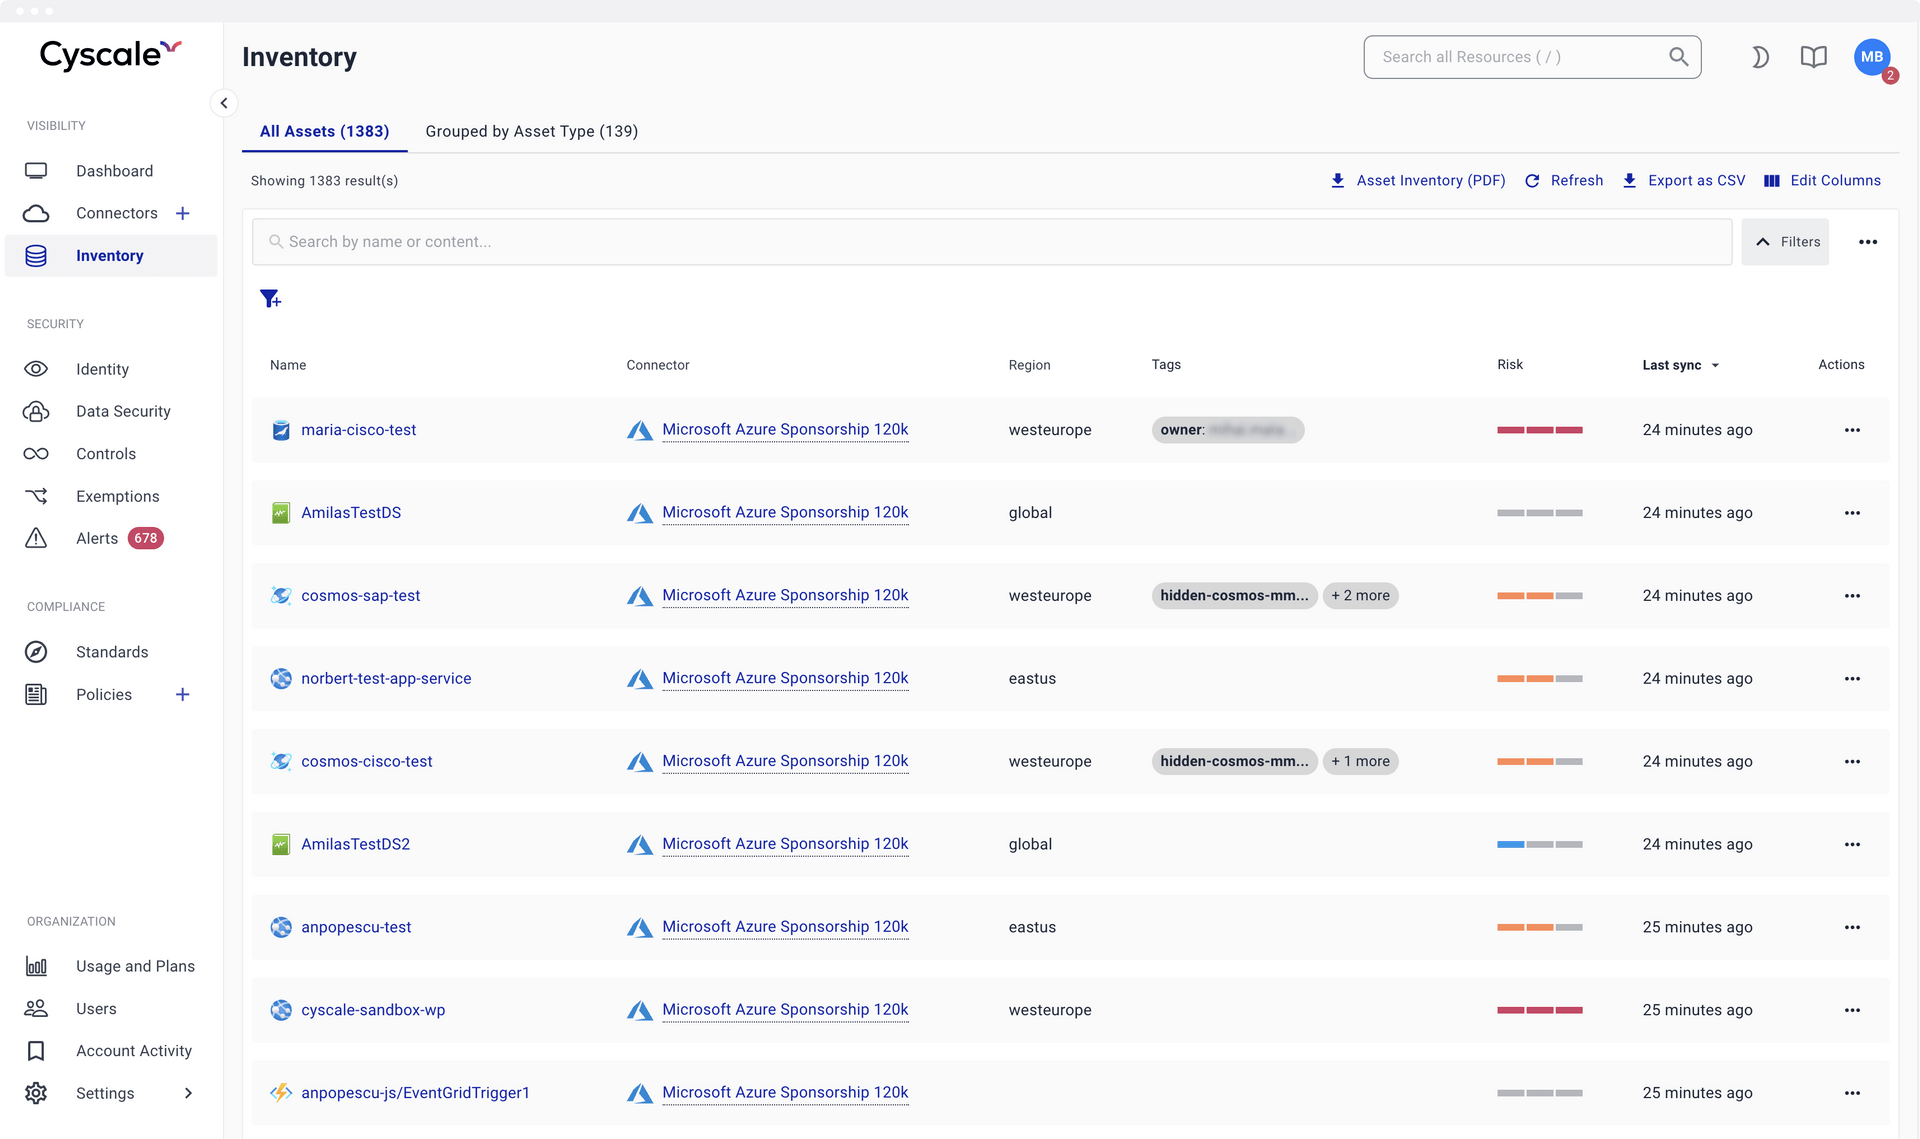 Cyscale
Inventory
Search all Resources ( / )
MB
2
VISIBILITY
Dashboard
Connectors +
Inventory
SECURITY
Identity
Data Security
Controls
Exemptions
Alerts 678
COMPLIANCE
Standards
Policies +
ORGANIZATION
Usage and Plans
Users
Account Activity
Settings
All Assets (1383) Grouped by Asset Type (139)
Showing 1383 result(s) Asset Inventory (PDF) Refresh Export as CSV Edit Columns
Search by name or content... Filters
Name Connector Region Tags Risk Last sync Actions
maria-cisco-test Microsoft Azure Sponsorship 120k westeurope owner: 24 minutes ago
AmilasTestDS Microsoft Azure Sponsorship 120k global 24 minutes ago
cosmos-sap-test Microsoft Azure Sponsorship 120k westeurope hidden-cosmos-mm... + 2 more 24 minutes ago
norbert-test-app-service Microsoft Azure Sponsorship 120k eastus 24 minutes ago
cosmos-cisco-test Microsoft Azure Sponsorship 120k westeurope hidden-cosmos-mm... + 1 more 24 minutes ago
AmilasTestDS2 Microsoft Azure Sponsorship 120k global 24 minutes ago
anpopescu-test Microsoft Azure Sponsorship 120k eastus 25 minutes ago
cyscale-sandbox-wp Microsoft Azure Sponsorship 120k westeurope 25 minutes ago
anpopescu-js/EventGridTrigger1 Microsoft Azure Sponsorship 120k 25 minutes ago